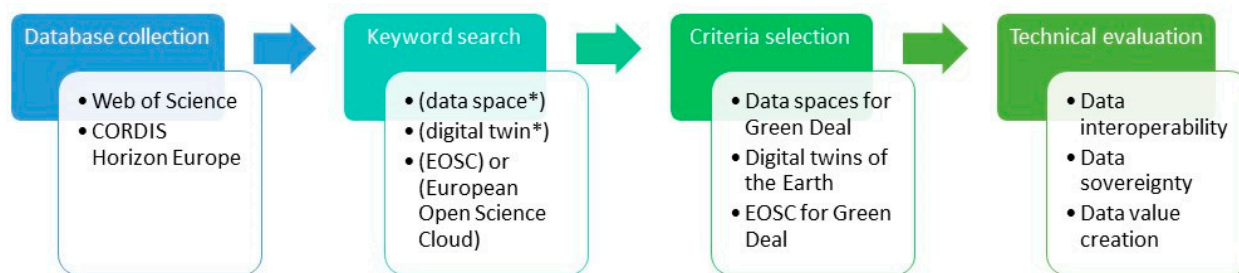 Database collection
• Web of Science
• CORDIS
Horizon Europe
Keyword search
• (data space*)
• (digital twin*)
• (EOSC) or
(European
Open Science
Cloud)
Criteria selection
• Data spaces for
Green Deal
• Digital twins of
the Earth
• EOSC for Green
Deal
Technical evaluation
• Data
interoperability
• Data
sovereignty
• Data value
creation